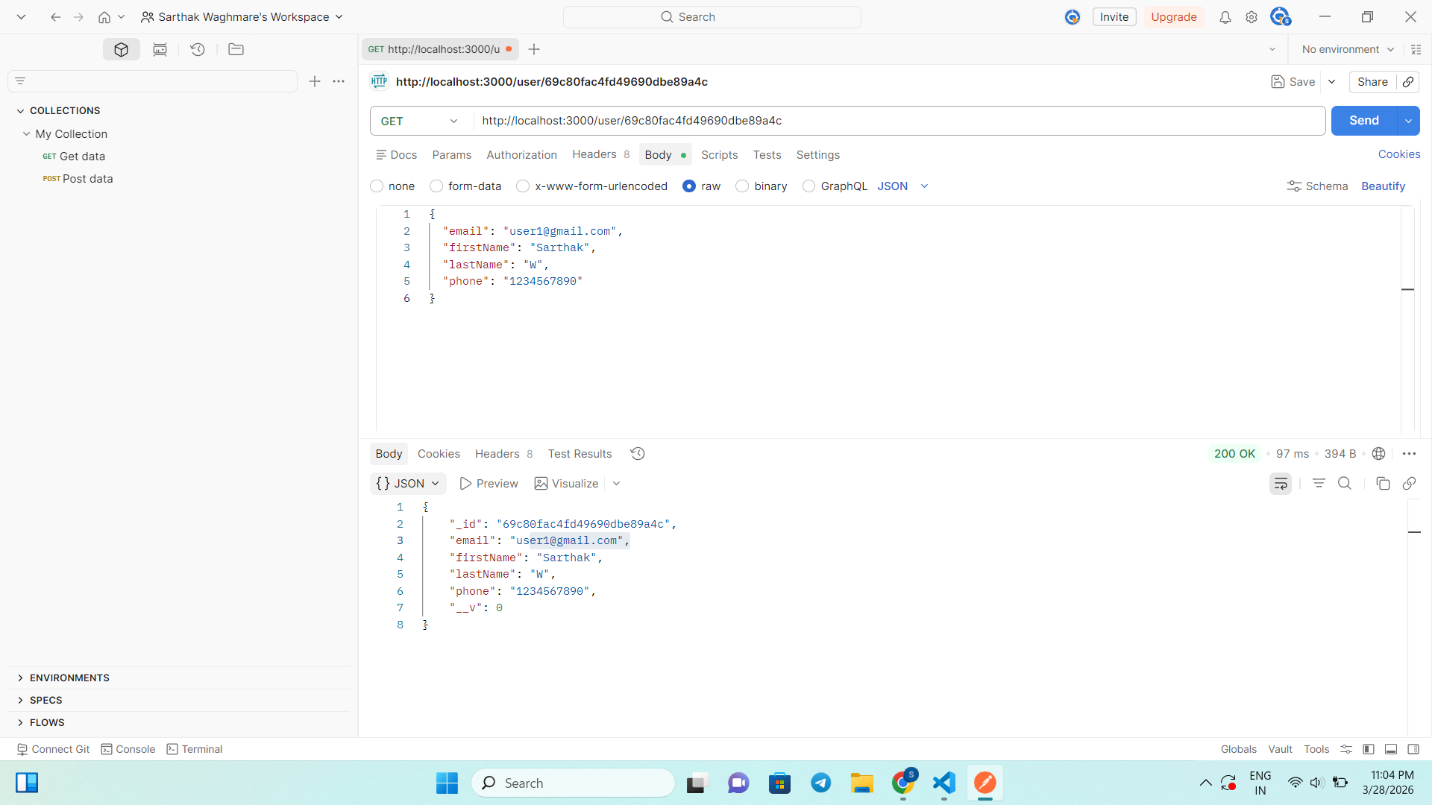 Sarthak Waghmare's Workspace
Search
Invite
Upgrade
GET http://localhost:3000/u
No environment
HTTP http://localhost:3000/user/69c80fac4fd49690dbe89a4c
Save
Share
COLLECTIONS
My Collection
GET Get data
POST Post data
GET
http://localhost:3000/user/69c80fac4fd49690dbe89a4c
Send
Docs Params Authorization Headers 8 Body Scripts Tests Settings
Cookies
none form-data x-www-form-urlencoded raw binary GraphQL JSON
Schema Beautify
1 {
2 "email": "user1@gmail.com",
3 "firstName": "Sarthak",
4 "lastName": "W",
5 "phone": "1234567890"
6 }
Body Cookies Headers 8 Test Results
200 OK • 97 ms • 394 B
{} JSON Preview Visualize
1 {
2 "_id": "69c80fac4fd49690dbe89a4c",
3 "email": "user1@gmail.com",
4 "firstName": "Sarthak",
5 "lastName": "W",
6 "phone": "1234567890",
7 "__v": 0
8 }
ENVIRONMENTS
SPECS
FLOWS
Connect Git Console Terminal
Globals Vault Tools
Search
S
ENG
IN
11:04 PM
3/28/2026